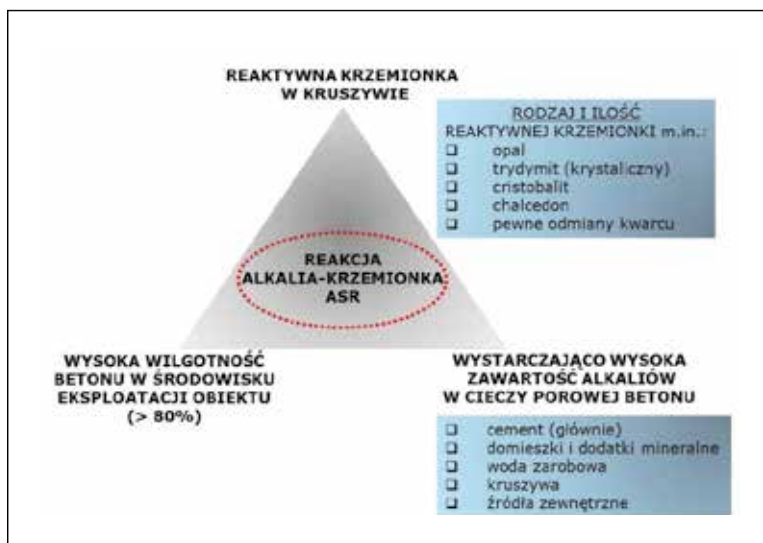 REAKTYWNA KRZEMIONKA
W KRUSZYWIE
RODZAJ I ILOŚĆ
REAKTYWNEJ KRZEMIONKI m.in.:
❑ opal
❑ trydymit (krystaliczny)
❑ cristobalit
❑ chalcedon
❑ pewne odmiany kwarcu
REAKCJA
ALKALIA-KRZEMIONKA
ASR
WYSOKA WILGOTNOŚĆ
BETONU W ŚRODOWISKU
EKSPLOATACJI OBIEKTU
(> 80%)
WYSTARCZAJĄCO WYSOKA
ZAWARTOŚĆ ALKALIÓW
W CIECZY POROWEJ BETONU
❑ cement (głównie)
❑ domieszki i dodatki mineralne
❑ woda zarobowa
❑ kruszywa
❑ źródła zewnętrzne